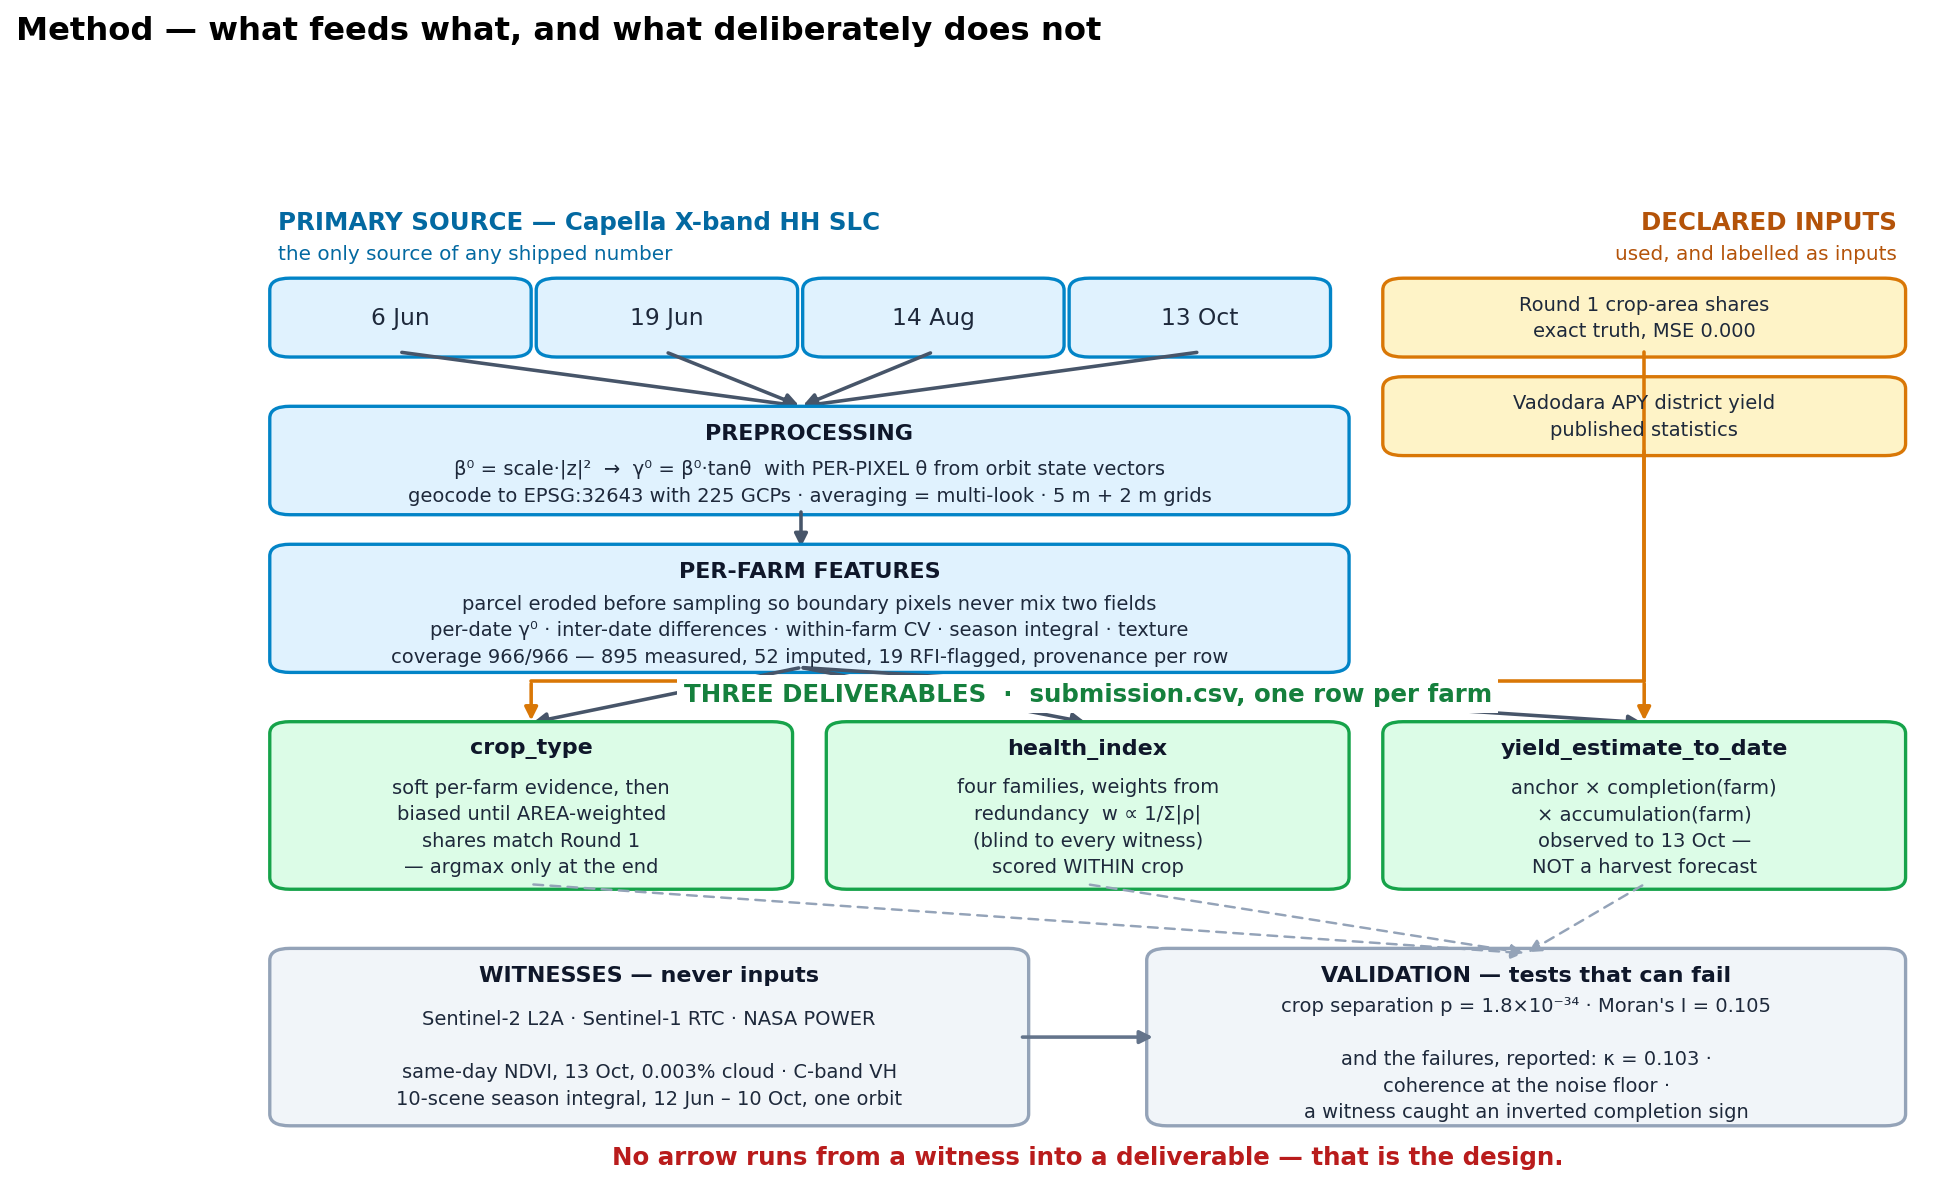 Method — what feeds what, and what deliberately does not
PRIMARY SOURCE — Capella X-band HH SLC
the only source of any shipped number
DECLARED INPUTS
used, and labelled as inputs
6 Jun
19 Jun
14 Aug
13 Oct
Round 1 crop-area shares
exact truth, MSE 0.000
Vadodara APY district yield
published statistics
PREPROCESSING
β⁰ = scale·|z|² → γ⁰ = β⁰·tanθ with PER-PIXEL θ from orbit state vectors
geocode to EPSG:32643 with 225 GCPs · averaging = multi-look · 5 m + 2 m grids
PER-FARM FEATURES
parcel eroded before sampling so boundary pixels never mix two fields
per-date γ⁰ · inter-date differences · within-farm CV · season integral · texture
coverage 966/966 — 895 measured, 52 imputed, 19 RFI-flagged, provenance per row
THREE DELIVERABLES · submission.csv, one row per farm
crop_type
soft per-farm evidence, then
biased until AREA-weighted
shares match Round 1
— argmax only at the end
health_index
four families, weights from
redundancy w ∝ 1/Σ|ρ|
(blind to every witness)
scored WITHIN crop
yield_estimate_to_date
anchor × completion(farm)
× accumulation(farm)
observed to 13 Oct —
NOT a harvest forecast
WITNESSES — never inputs
Sentinel-2 L2A · Sentinel-1 RTC · NASA POWER
same-day NDVI, 13 Oct, 0.003% cloud · C-band VH
10-scene season integral, 12 Jun – 10 Oct, one orbit
VALIDATION — tests that can fail
crop separation p = 1.8×10⁻³⁴ · Moran's I = 0.105
and the failures, reported: κ = 0.103 ·
coherence at the noise floor ·
a witness caught an inverted completion sign
No arrow runs from a witness into a deliverable — that is the design.